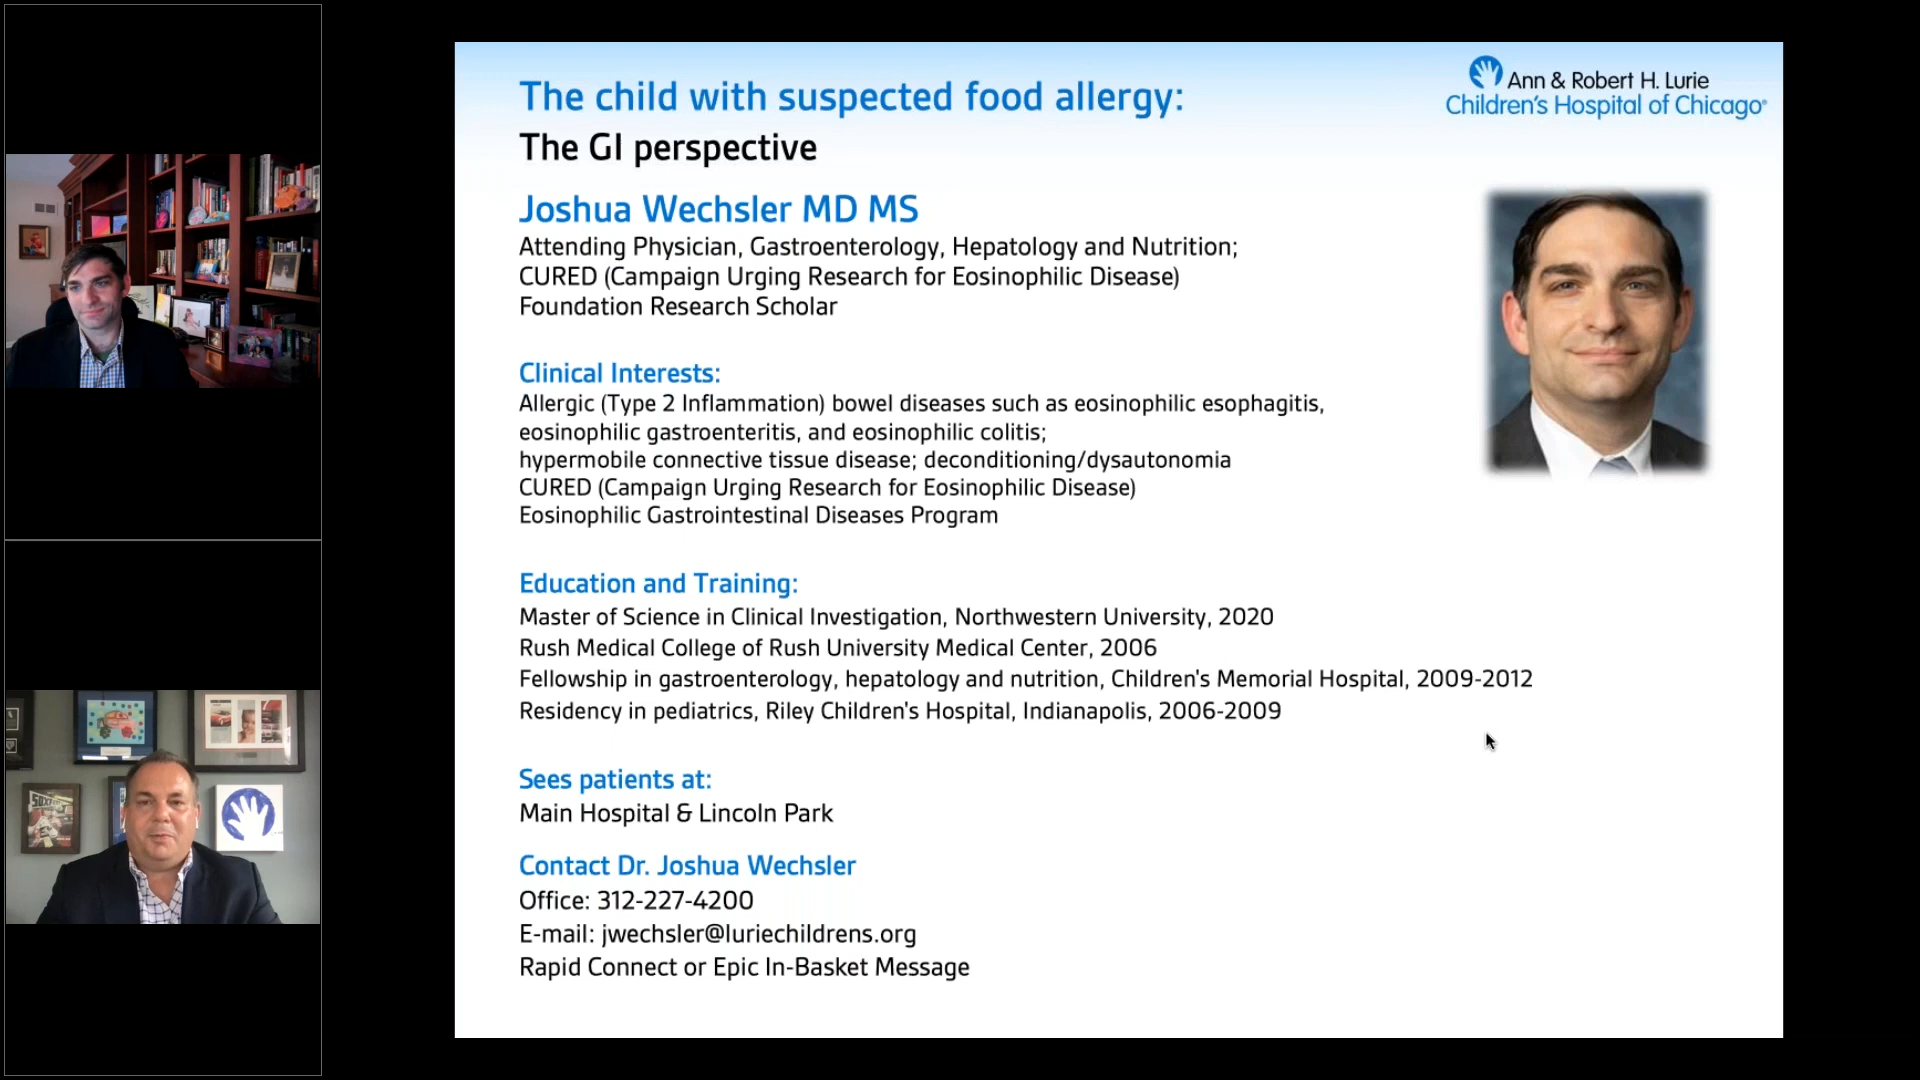 The child with suspected food allergy:
The GI perspective
Ann & Robert H. Lurie
Children's Hospital of Chicago®
Joshua Wechsler MD MS
Attending Physician, Gastroenterology, Hepatology and Nutrition;
CURED (Campaign Urging Research for Eosinophilic Disease)
Foundation Research Scholar
Clinical Interests:
Allergic (Type 2 Inflammation) bowel diseases such as eosinophilic esophagitis,
eosinophilic gastroenteritis, and eosinophilic colitis;
hypermobile connective tissue disease; deconditioning/dysautonomia
CURED (Campaign Urging Research for Eosinophilic Disease)
Eosinophilic Gastrointestinal Diseases Program
Education and Training:
Master of Science in Clinical Investigation, Northwestern University, 2020
Rush Medical College of Rush University Medical Center, 2006
Fellowship in gastroenterology, hepatology and nutrition, Children's Memorial Hospital, 2009-2012
Residency in pediatrics, Riley Children's Hospital, Indianapolis, 2006-2009
Sees patients at:
Main Hospital & Lincoln Park
Contact Dr. Joshua Wechsler
Office: 312-227-4200
E-mail: jwechsler@luriechildrens.org
Rapid Connect or Epic In-Basket Message